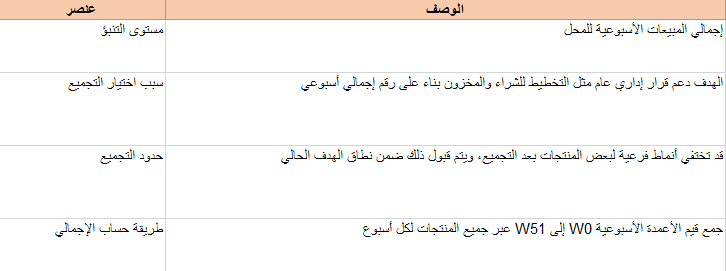 عنصر الوصف
مستوى التنبؤ إجمالي المبيعات الأسبوعية للمحل
سبب اختيار التجميع الهدف دعم قرار إداري عام مثل التخطيط للشراء والمخزون بناء على رقم إجمالي أسبوعي
حدود التجميع قد تختفي أنماط فرعية لبعض المنتجات بعد التجميع، ويتم قبول ذلك ضمن نطاق الهدف الحالي
طريقة حساب الإجمالي جمع قيم الأعمدة الأسبوعية W0 إلى W51 عبر جميع المنتجات لكل أسبوع